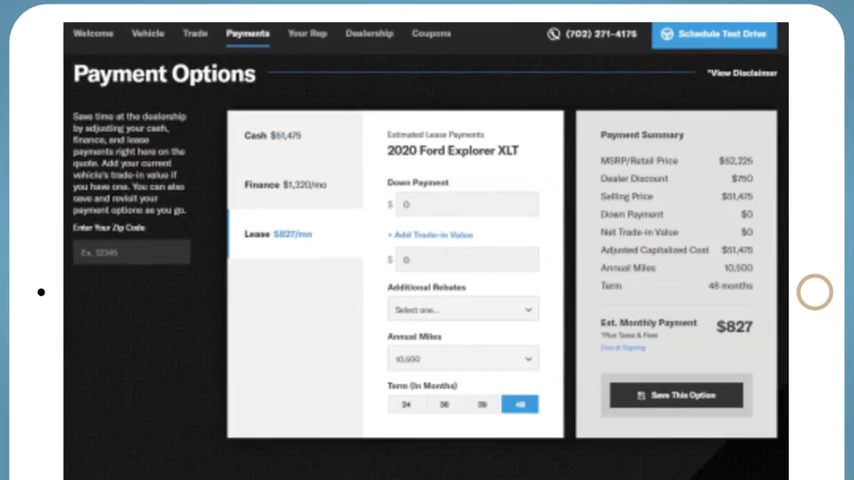 Welcome Vehicle Trade Payments Your Rep Dealership Coupons (702) 271-4175 Schedule Test Drive
Payment Options
*View Disclaimer
Save time at the dealership
by adjusting your cash,
finance, and lease
payments right here on the
quote. Add your current
vehicle's trade-in value if
you have one. You can also
save and revisit your
payment options as you go.
Enter Your Zip Code
Ex. 12345
Cash $51,475
Finance $1,320/mo
Lease $827/mo
Estimated Lease Payments
2020 Ford Explorer XLT
Down Payment
$ 0
+ Add Trade-in Value
$ 0
Additional Rebates
Select one...
Annual Miles
10,500
Term (In Months)
24 36 39 48
Payment Summary
MSRP/Retail Price $52,225
Dealer Discount $750
Selling Price $51,475
Down Payment $0
Net Trade-in Value $0
Adjusted Capitalized Cost $51,475
Annual Miles 10,500
Term 48 months
Est. Monthly Payment $827
*Plus Taxes & Fees
Due at Signing
Save This Option